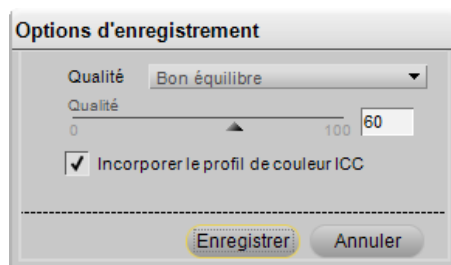 Options d'enregistrement
Qualité Bon équilibre
Qualité
0 100 60
Incorporer le profil de couleur ICC
Enregistrer Annuler